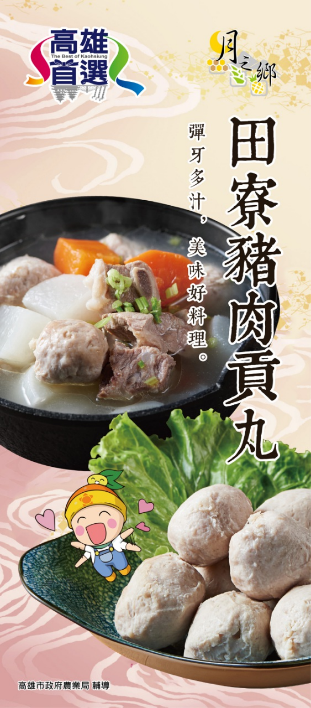 高雄
The Best of Kaohsiung
首選
月之鄉
田寮豬肉貢丸
彈牙多汁，美味好料理。
高雄市政府農業局 輔導